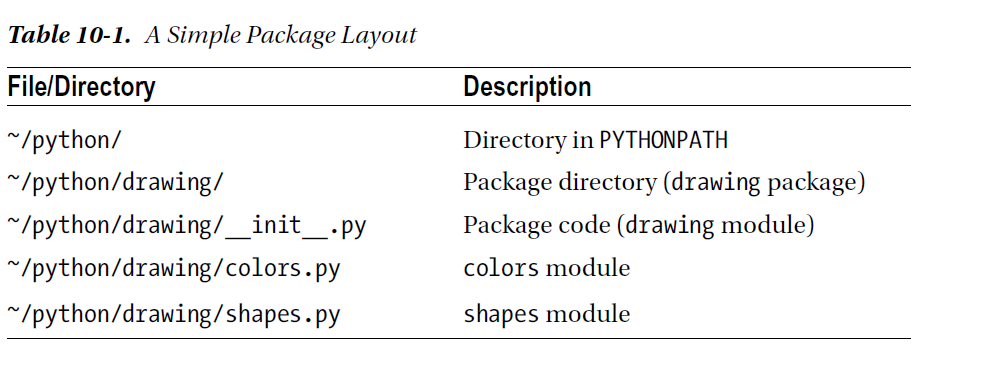 Table 10-1. A Simple Package Layout
File/Directory Description
~/python/ Directory in PYTHONPATH
~/python/drawing/ Package directory (drawing package)
~/python/drawing/__init__.py Package code (drawing module)
~/python/drawing/colors.py colors module
~/python/drawing/shapes.py shapes module